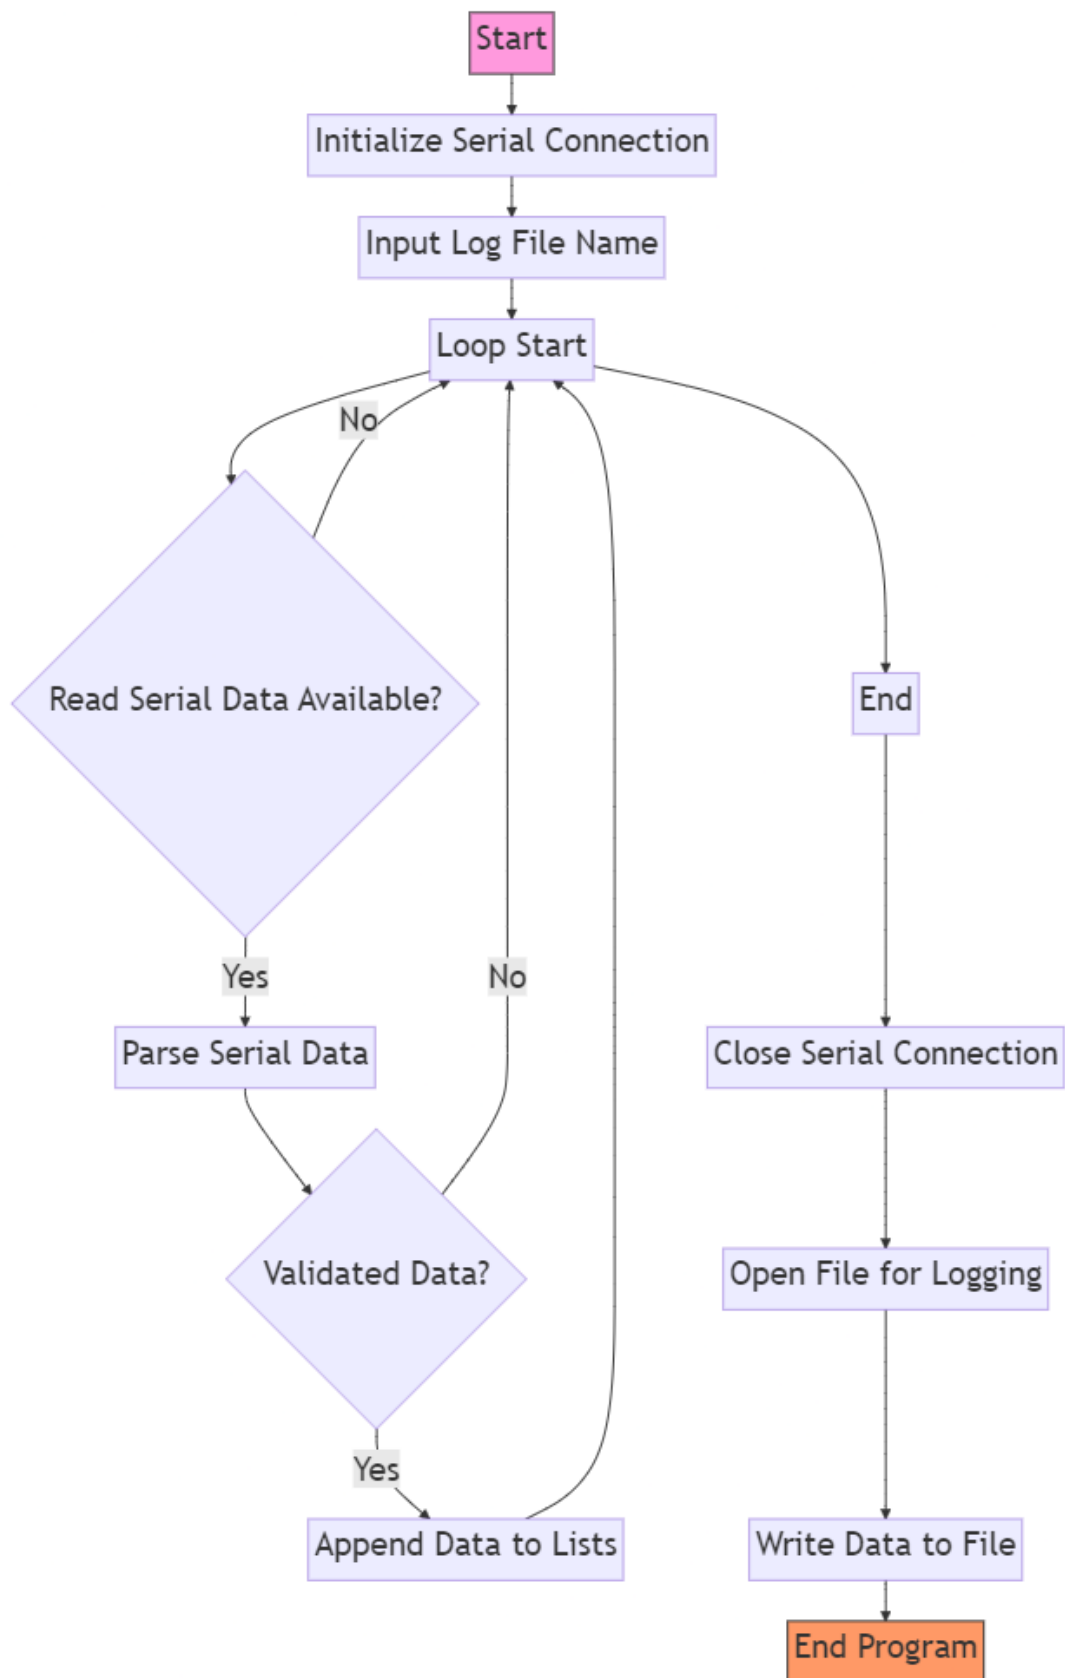 Start
Initialize Serial Connection
Input Log File Name
Loop Start
No
Read Serial Data Available?
End
Yes
No
Parse Serial Data
Close Serial Connection
Validated Data?
Open File for Logging
Yes
Append Data to Lists
Write Data to File
End Program